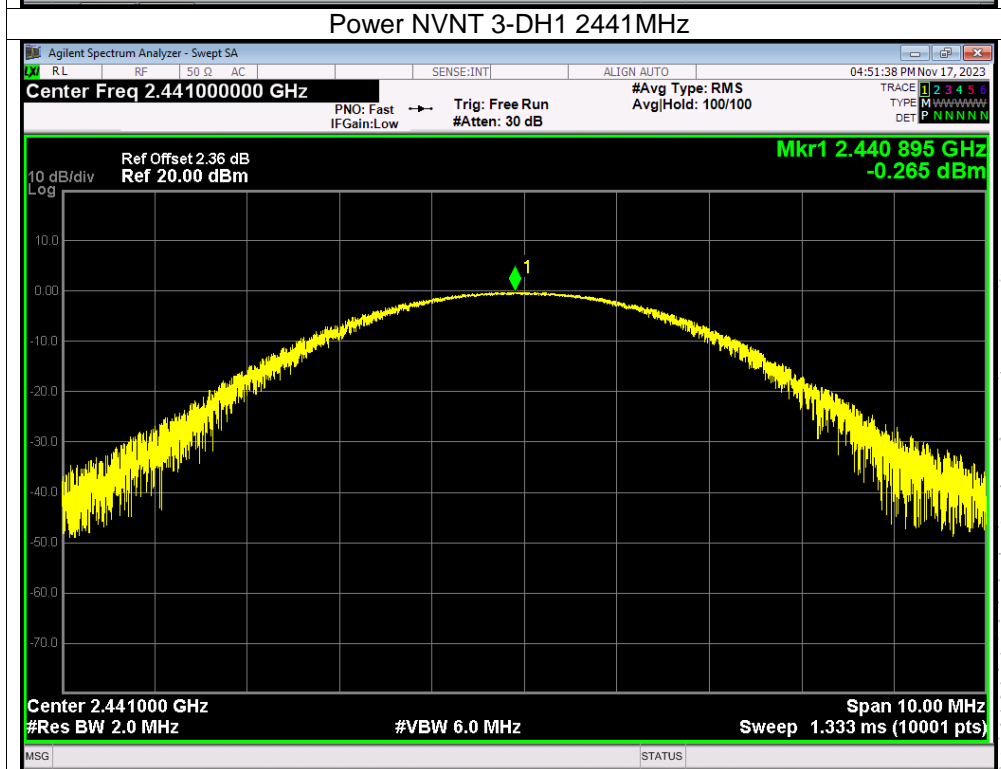 Power NVNT 3-DH1 2441MHz
Agilent Spectrum Analyzer - Swept SA
LXI RL RF 50 Ω AC SENSE:INT ALIGN AUTO 04:51:38 PM Nov 17, 2023
Center Freq 2.441000000 GHz #Avg Type: RMS TRACE 1 2 3 4 5 6
PNO: Fast Trig: Free Run Avg|Hold: 100/100 TYPE M WWWWW
IFGain:Low #Atten: 30 dB DET P N N N N N
Mkr1 2.440 895 GHz
-0.265 dBm
Ref Offset 2.36 dB
10 dB/div Ref 20.00 dBm
Log
10.0
1
0.00
-10.0
-20.0
-30.0
-40.0
-50.0
-60.0
-70.0
Center 2.441000 GHz Span 10.00 MHz
#Res BW 2.0 MHz #VBW 6.0 MHz Sweep 1.333 ms (10001 pts)
MSG STATUS